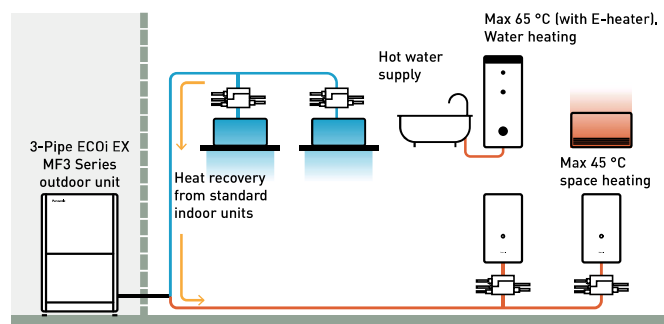 Max 65 °C (with E-heater).
Water heating
Hot water
supply
3-Pipe ECOi EX
MF3 Series
outdoor unit
Heat recovery
from standard
indoor units
Max 45 °C
space heating
Panasonic